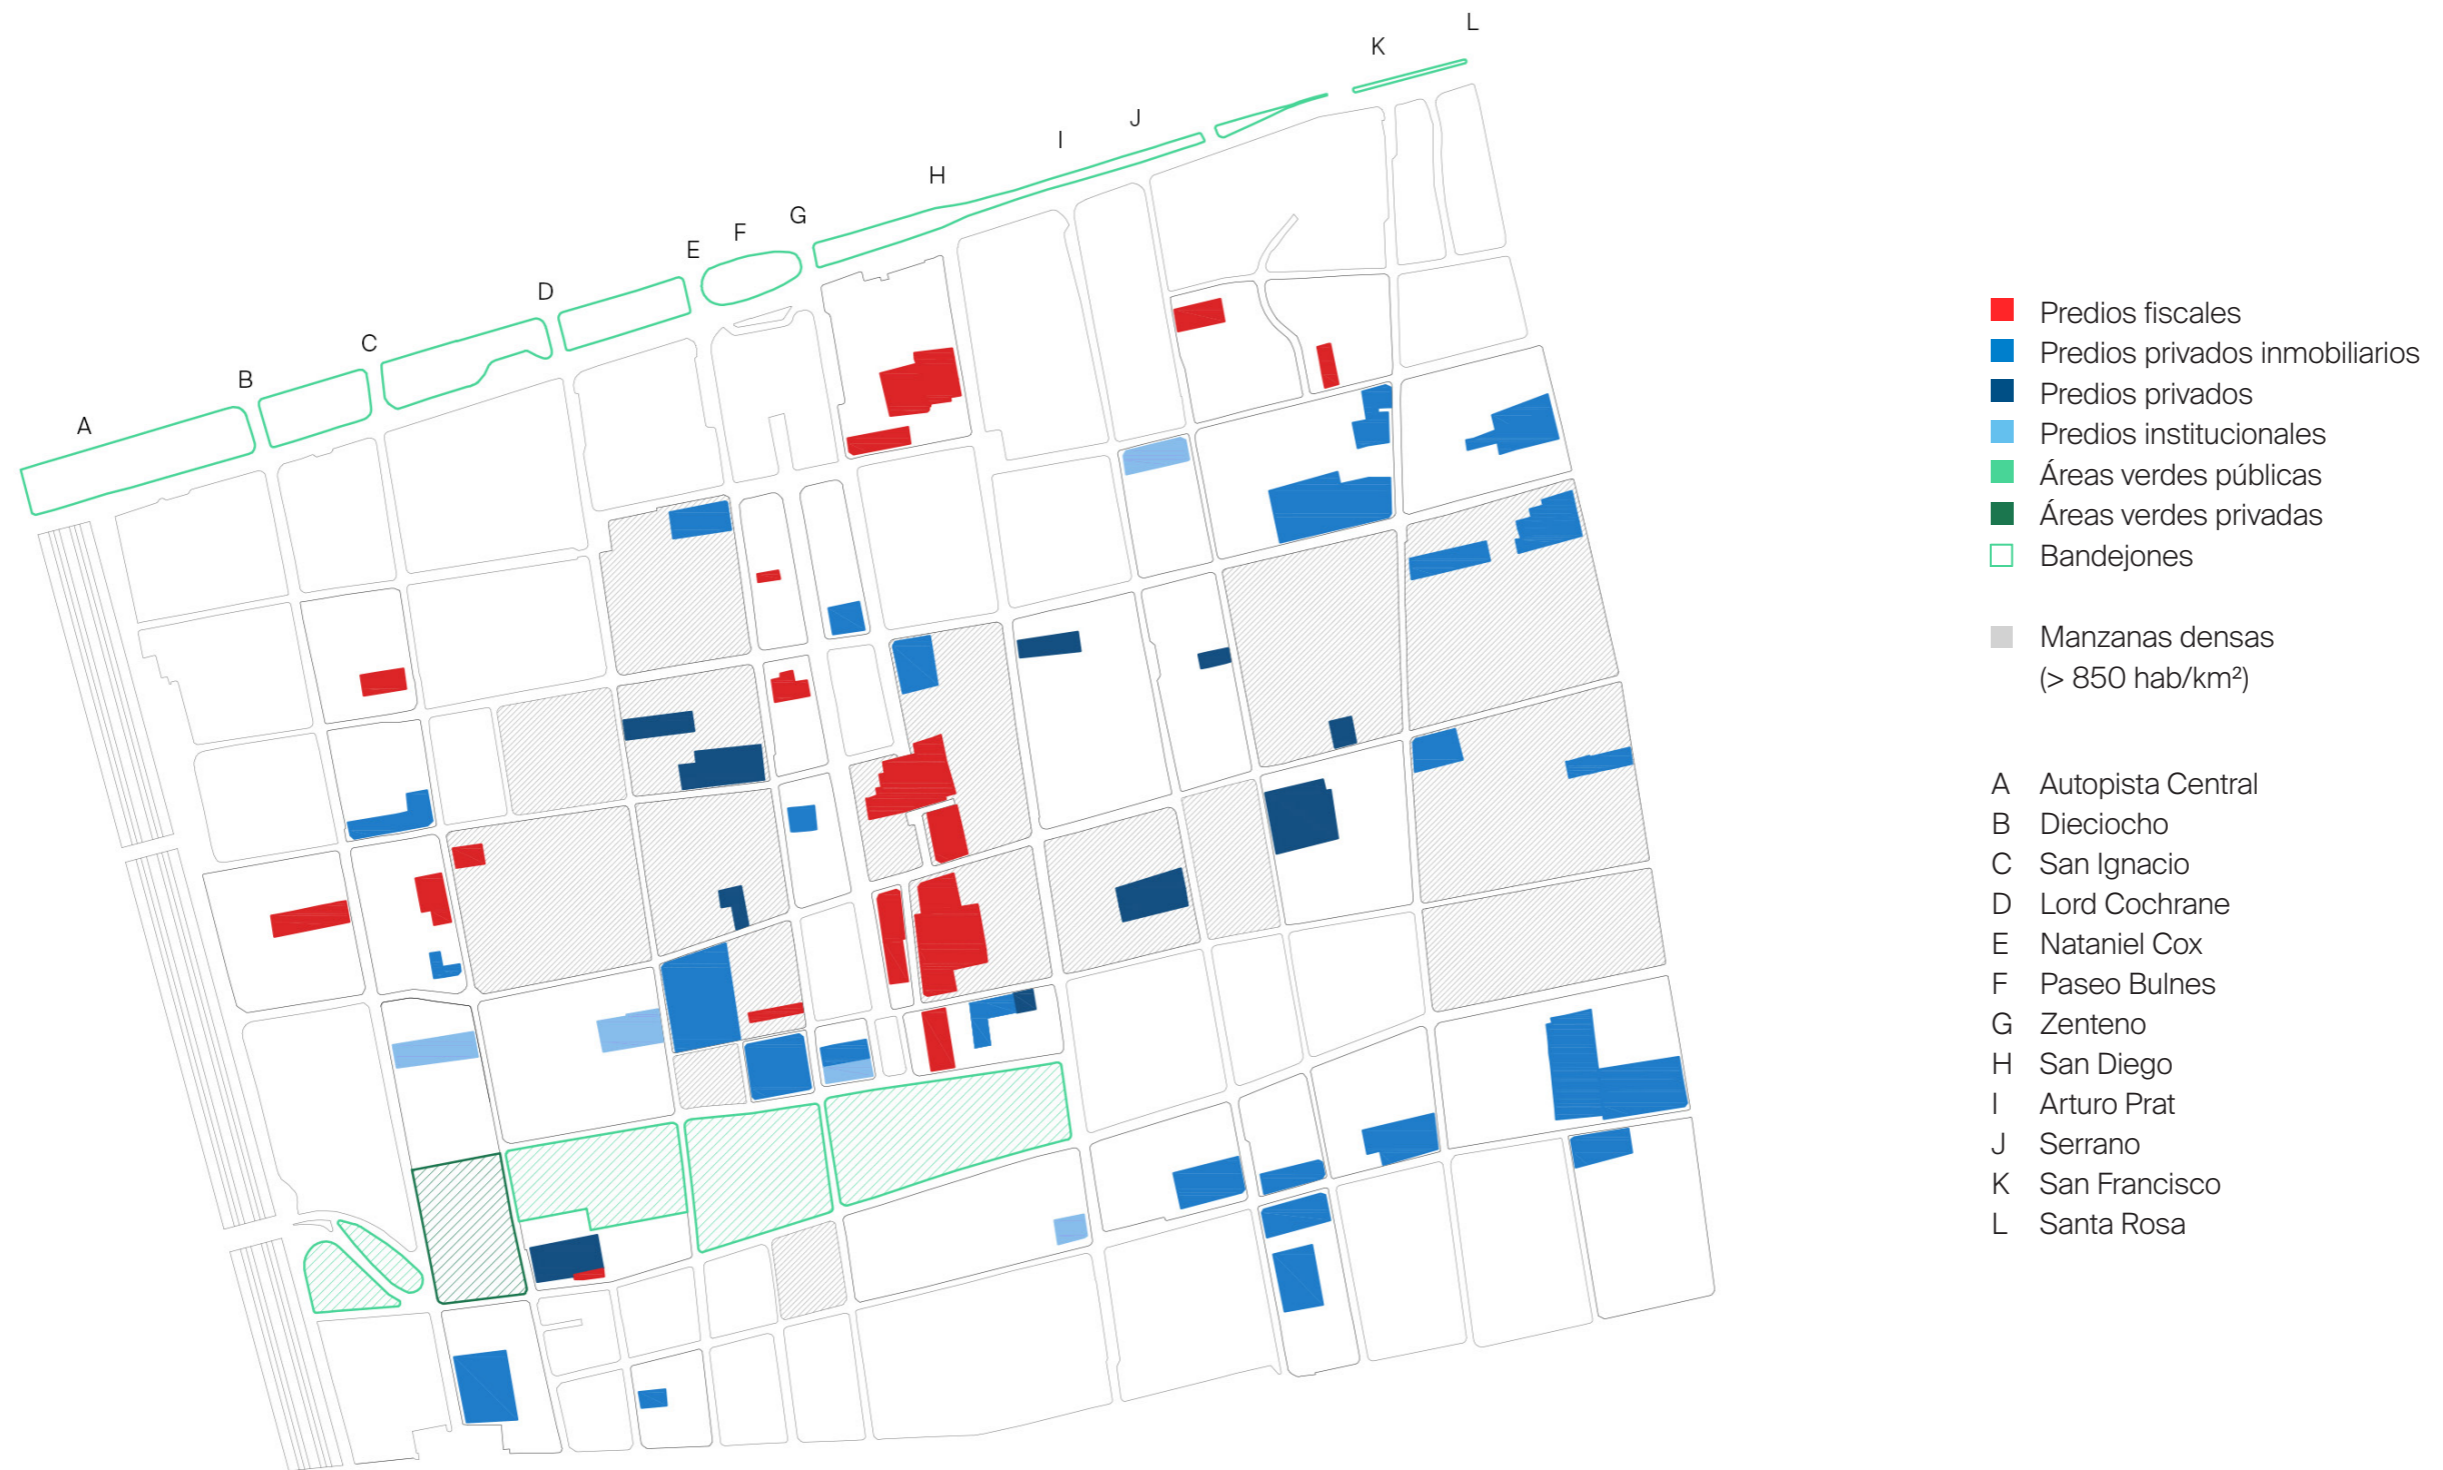 L
K
J
I
H
G
F
E
D
C
B
A
Predios fiscales
Predios privados inmobiliarios
Predios privados
Predios institucionales
Áreas verdes públicas
Áreas verdes privadas
Bandejones
Manzanas densas
(> 850 hab/km²)
A Autopista Central
B Dieciocho
C San Ignacio
D Lord Cochrane
E Nataniel Cox
F Paseo Bulnes
G Zenteno
H San Diego
I Arturo Prat
J Serrano
K San Francisco
L Santa Rosa